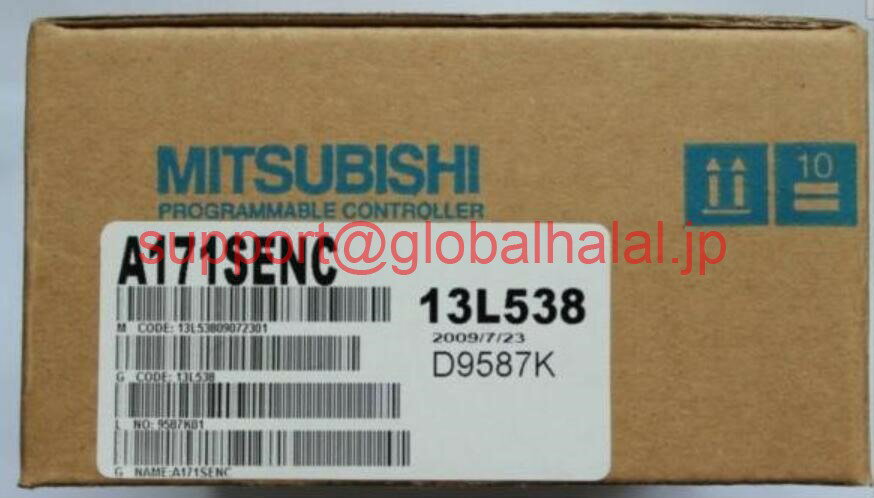 MITSUBISHI
PROGRAMMABLE CONTROLLER
10
support@globalhalal.jp
A171SENC
13L538
M CODE: 13L53809072301
2009/7/23
D9587K
G CODE: 13L538
L NO: 9587K01
G NAME:A171SENC